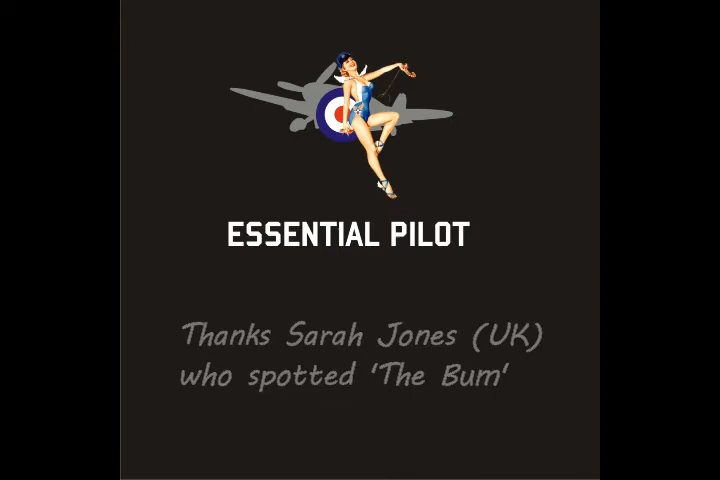 ESSENTIAL PILOT
Thanks Sarah Jones (UK)
who spotted 'The Bum'